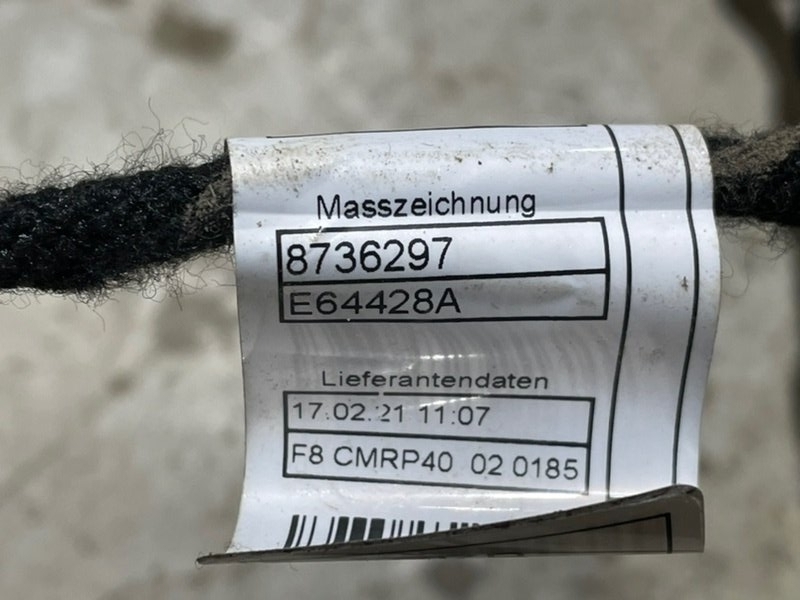 Masszeichnung
8736297
E64428A
Lieferantendaten
17.02.21 11:07
F8 CMRP40 02 0185